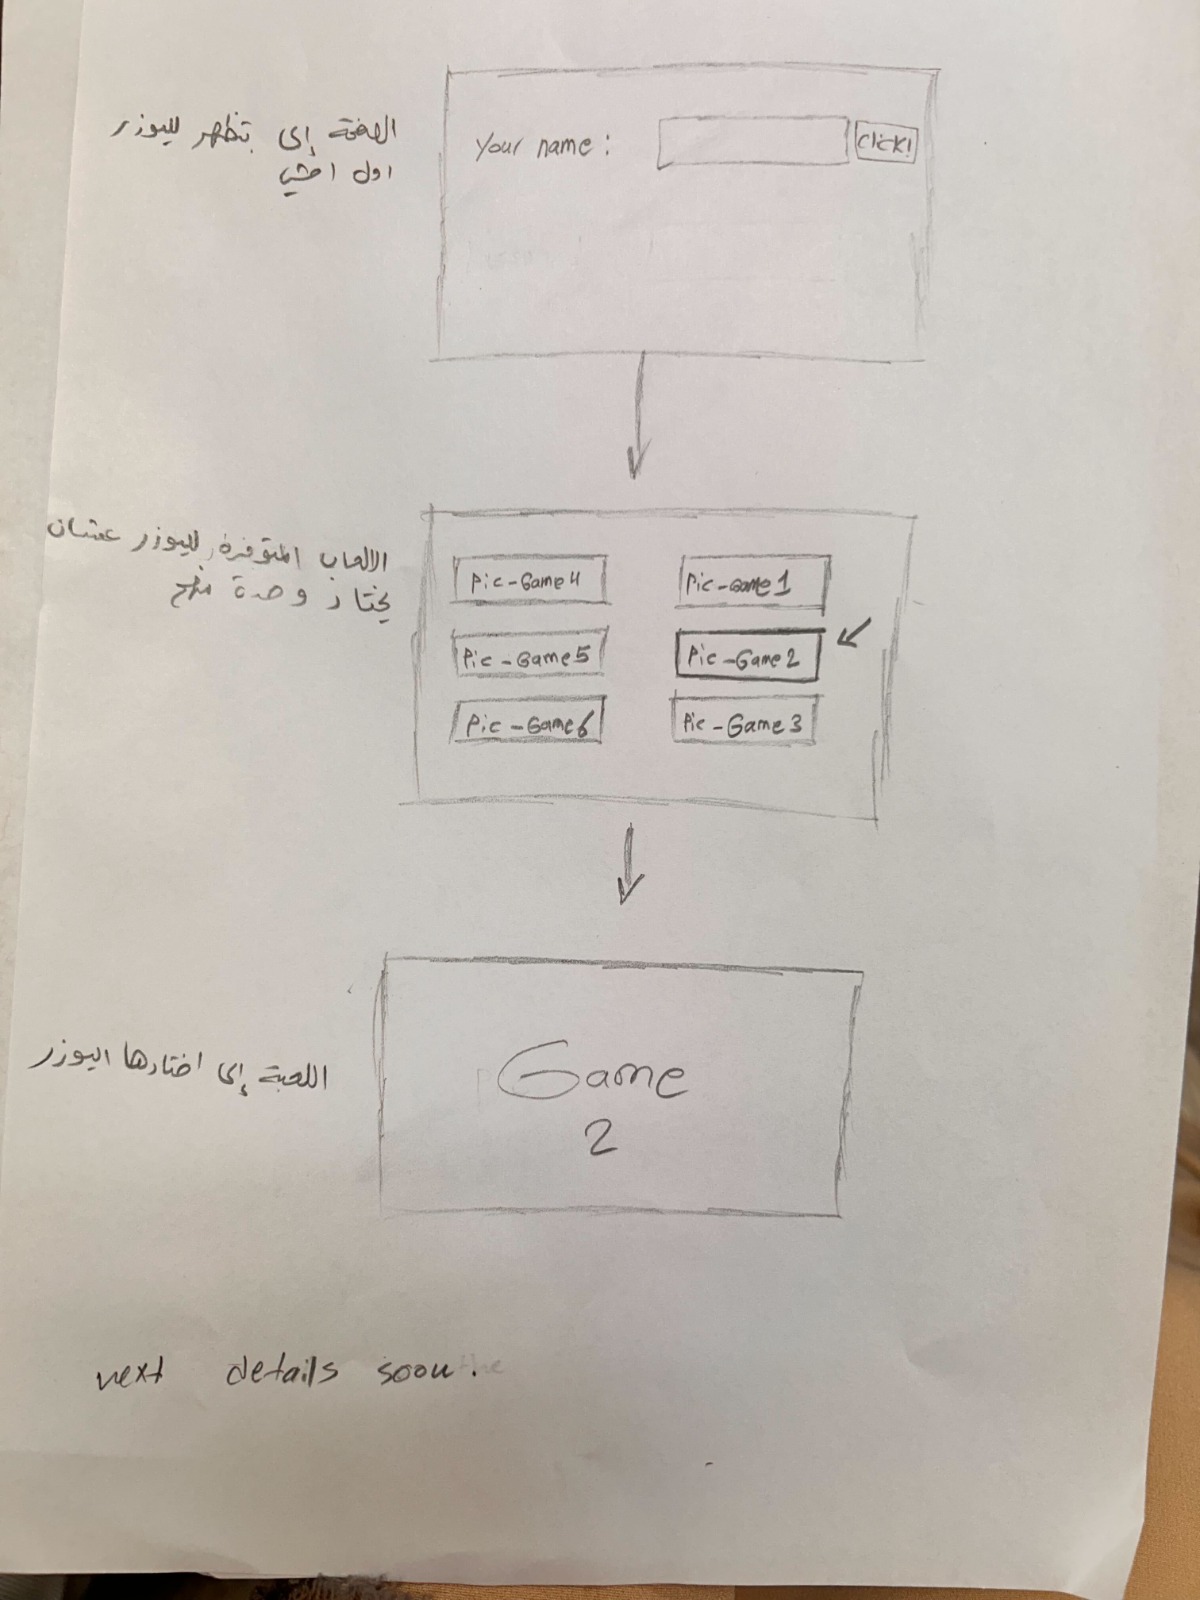 الصفحة إلى بتظهر لليوزر
اول اشي
Your name :
Click!
الالعاب المتوفرة لليوزر عشان
يختار وحدة منهم
Pic-Game4
Pic-Game1
Pic-Game5
Pic-Game2
Pic-Game6
Pic-Game3
اللعبة إلى اختارها اليوزر
Game
2
next details soon.